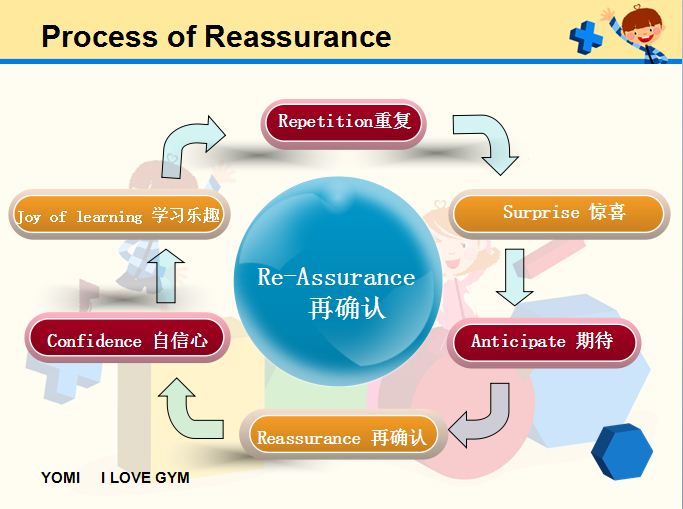 Process of Reassurance
Repetition重复
Joy of learning 学习乐趣
Surprise 惊喜
Re-Assurance
再确认
Confidence 自信心
Anticipate 期待
Reassurance 再确认
YOMI I LOVE GYM